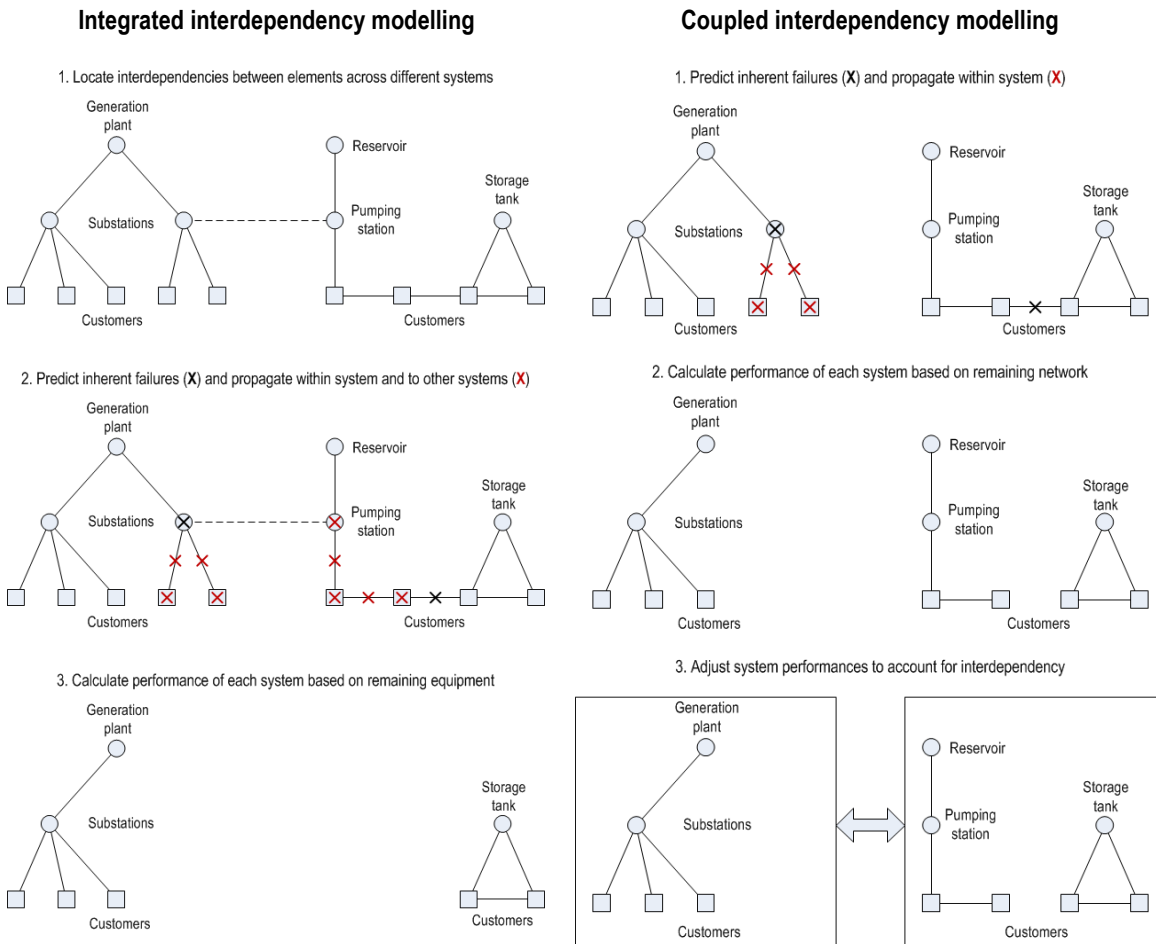 Integrated interdependency modelling
1. Locate interdependencies between elements across different systems
Generation
plant
Reservoir
Storage
tank
Substations
Pumping
station
Customers
Customers
2. Predict inherent failures (X) and propagate within system and to other systems (X)
Generation
plant
Reservoir
Storage
tank
Substations
Pumping
station
Customers
Customers
3. Calculate performance of each system based on remaining equipment
Generation
plant
Storage
tank
Substations
Customers
Customers
Coupled interdependency modelling
1. Predict inherent failures (X) and propagate within system (X)
Generation
plant
Reservoir
Storage
tank
Substations
Pumping
station
Customers
Customers
2. Calculate performance of each system based on remaining network
Generation
plant
Reservoir
Storage
tank
Substations
Pumping
station
Customers
Customers
3. Adjust system performances to account for interdependency
Generation
plant
Reservoir
Storage
tank
Substations
Pumping
station
Customers
Customers